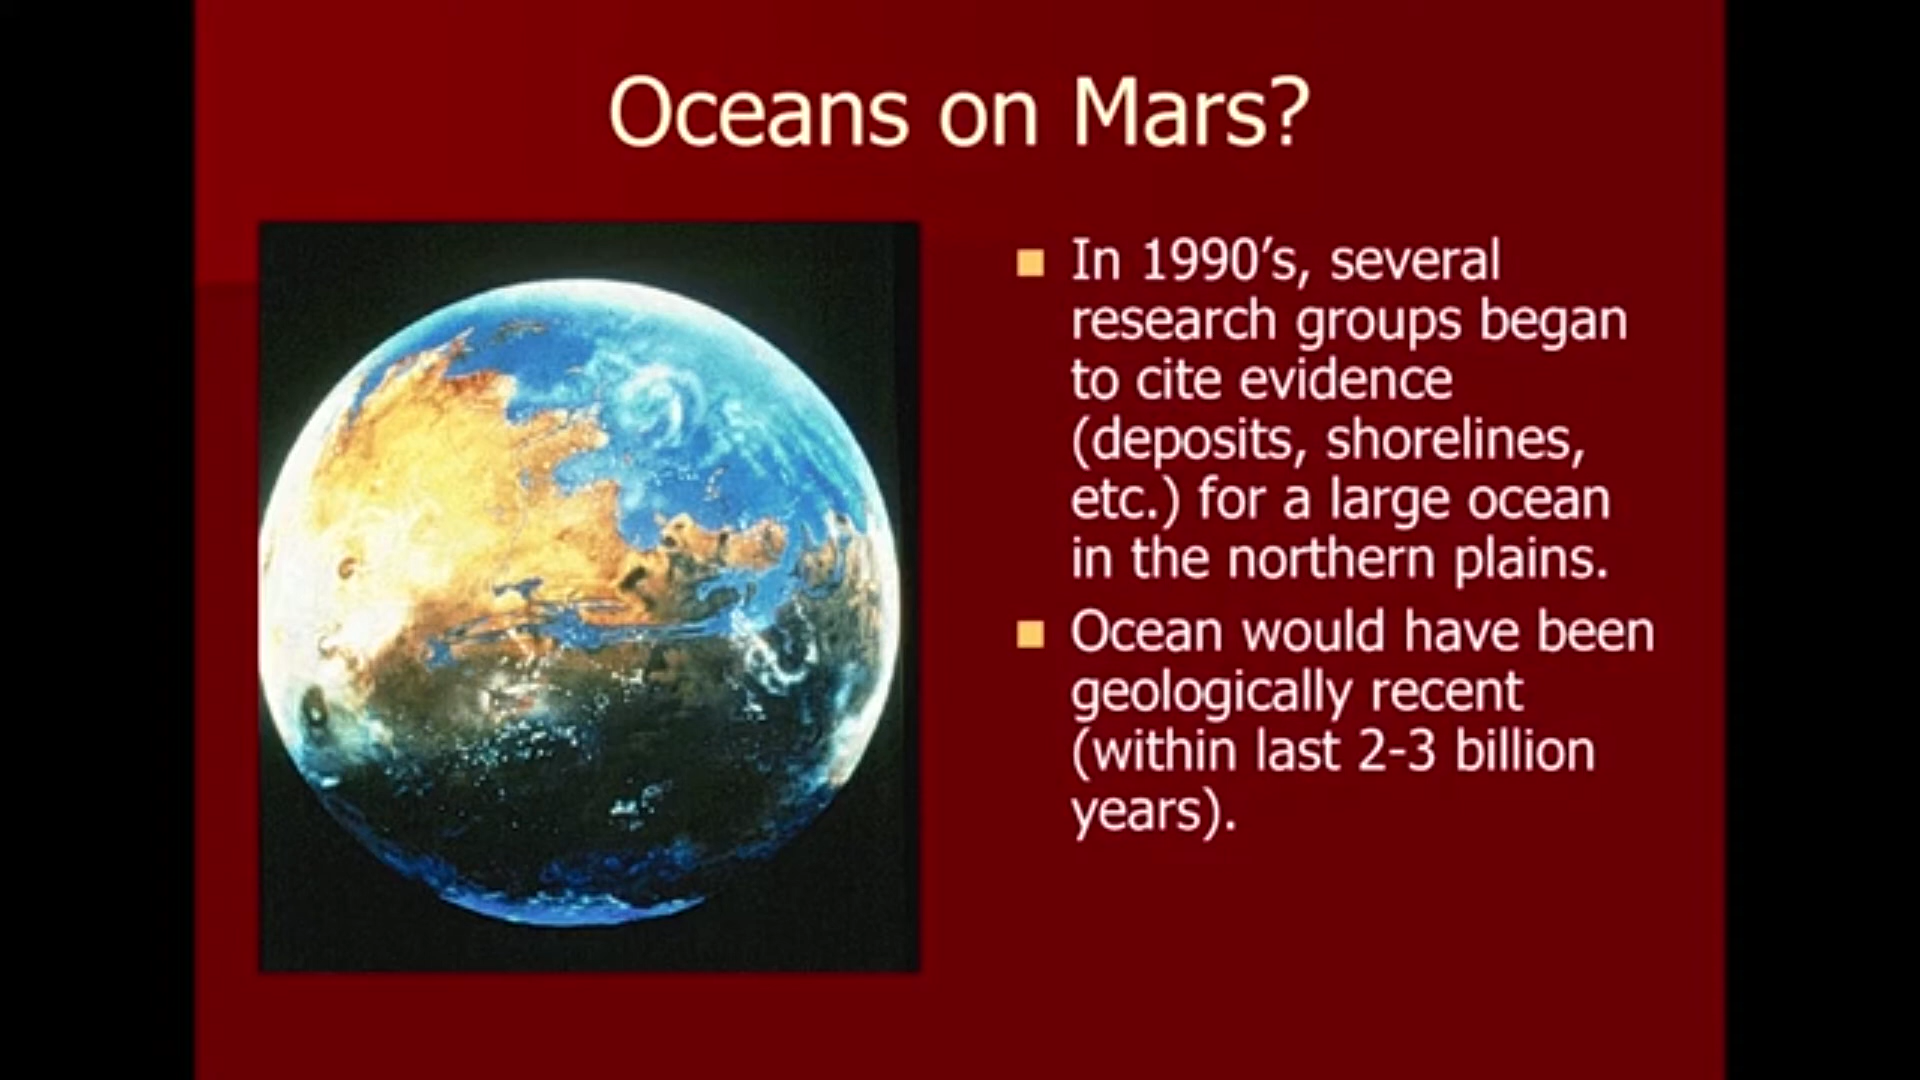 Oceans on Mars?
In 1990’s, several
research groups began
to cite evidence
(deposits, shorelines,
etc.) for a large ocean
in the northern plains.
Ocean would have been
geologically recent
(within last 2-3 billion
years).